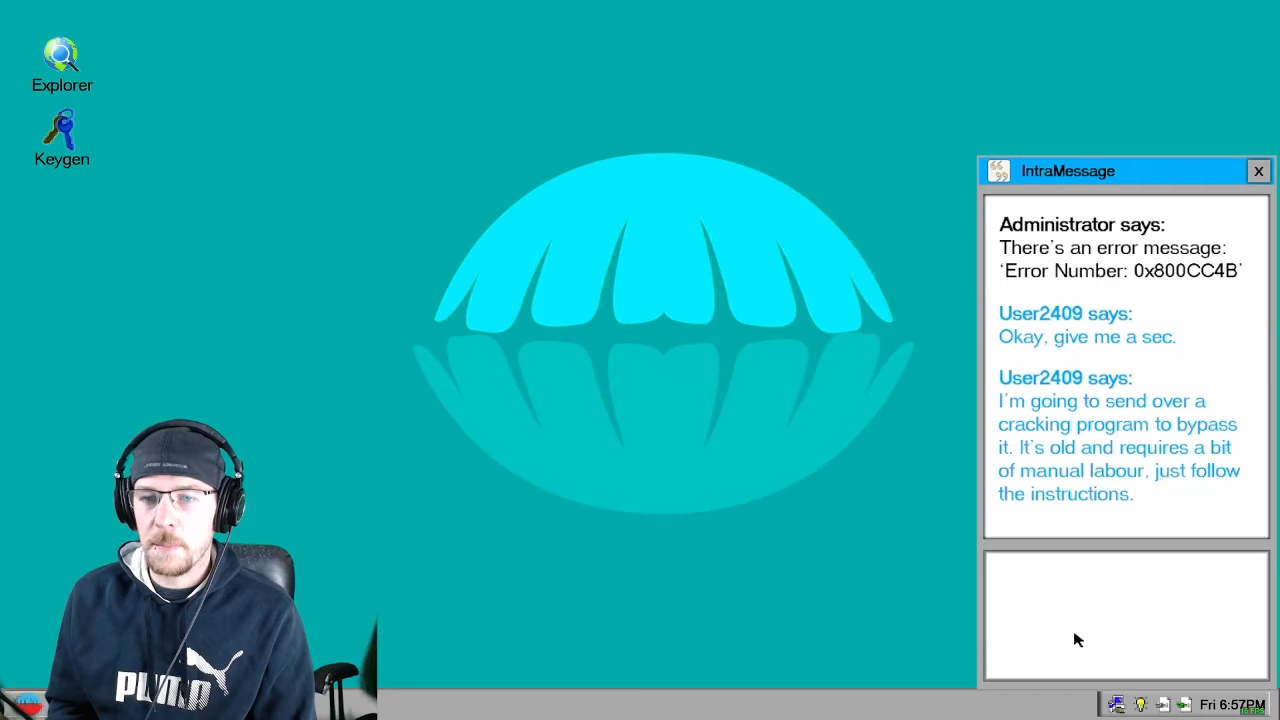 Explorer
Keygen
IntraMessage
X
Administrator says:
There's an error message:
'Error Number: 0x800CC4B'
User2409 says:
Okay, give me a sec.
User2409 says:
I'm going to send over a
cracking program to bypass
it. It's old and requires a bit
of manual labour, just follow
the instructions.
UNDER ARMOUR
PUMA
Fri 6:57PM